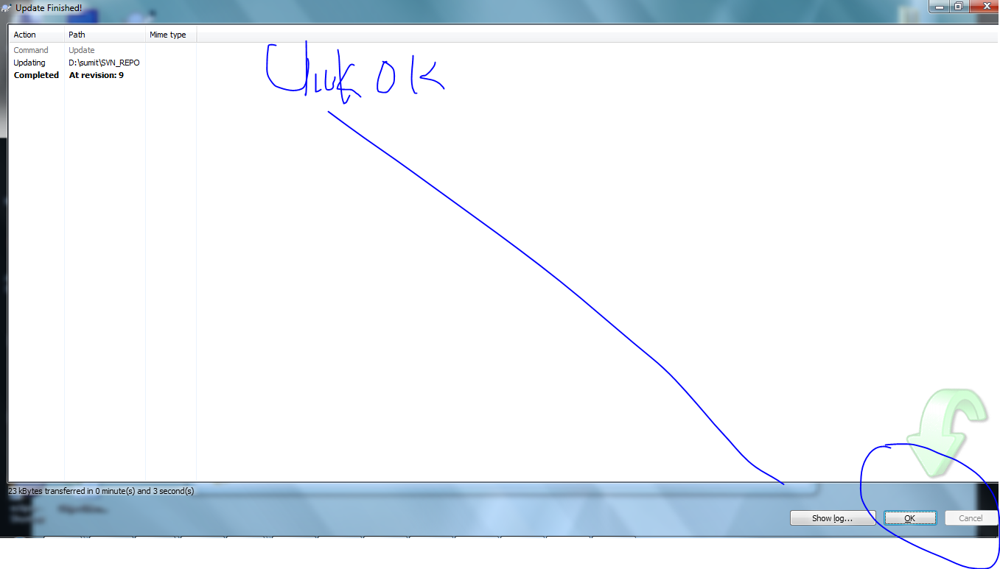 Update Finished!
Action Path Mime type
Command Update
Updating D:\sumit\SVN_REPO
Completed At revision: 9
Click OK
23 kBytes transferred in 0 minute(s) and 3 second(s)
Show log... OK Cancel